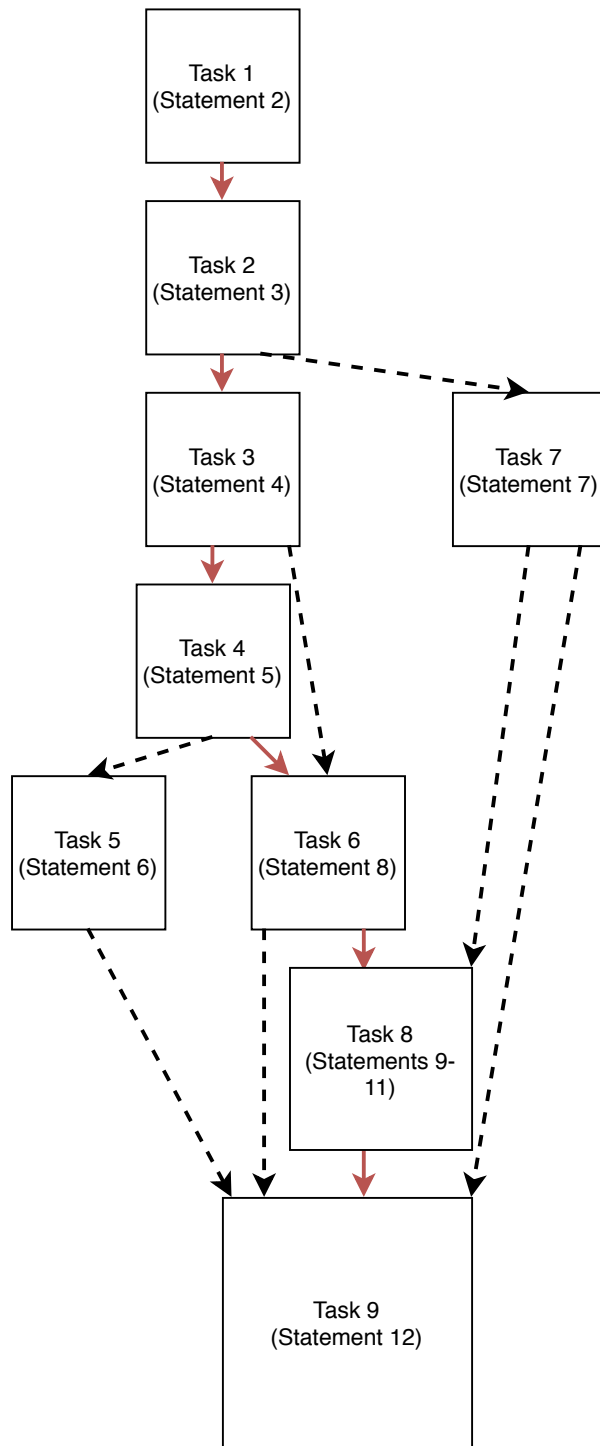 Task 1
(Statement 2)
Task 2
(Statement 3)
Task 3
(Statement 4)
Task 7
(Statement 7)
Task 4
(Statement 5)
Task 5
(Statement 6)
Task 6
(Statement 8)
Task 8
(Statements 9-
11)
Task 9
(Statement 12)